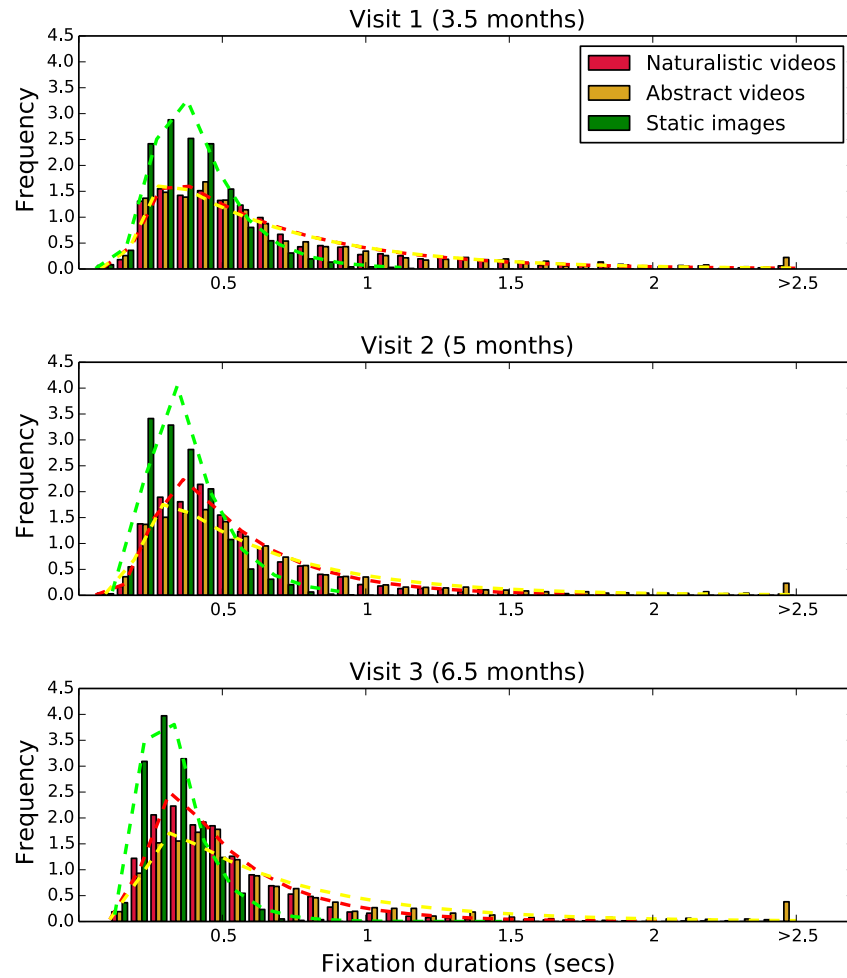 Visit 1 (3.5 months)
4.5
4.0
3.5
3.0
2.5
2.0
1.5
1.0
0.5
0.0
Frequency
Naturalistic videos
Abstract videos
Static images
0.5 1 1.5 2 >2.5
Visit 2 (5 months)
4.5
4.0
3.5
3.0
2.5
2.0
1.5
1.0
0.5
0.0
Frequency
0.5 1 1.5 2 >2.5
Visit 3 (6.5 months)
4.5
4.0
3.5
3.0
2.5
2.0
1.5
1.0
0.5
0.0
Frequency
0.5 1 1.5 2 >2.5
Fixation durations (secs)